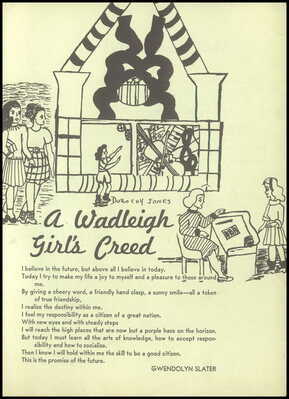 DOROTHY JONES
A Wadleigh
Girl's Creed
I believe in the future, but above all I believe in today.
Today I try to make my life a joy to myself and a pleasure to those around
me,
By giving a cheery word, a friendly hand clasp, a sunny smile—all a token
of true friendship,
I realize the destiny within me.
I feel my responsibility as a citizen of a great nation.
With new eyes and with steady steps
I will reach the high places that are now but a purple haze on the horizon.
But today I must learn all the arts of knowledge, how to accept respon-
ability and how to socialize.
Then I know I will hold within me the skill to be a good citizen.
This is the promise of the future.
GWENDOLYN SLATER